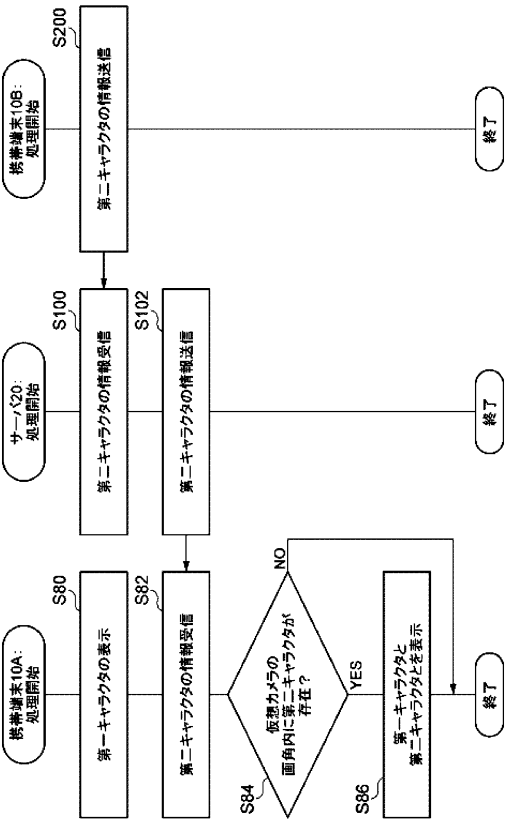 携帯端末10A：
処理開始
S80
第一キャラクタの表示
S82
第二キャラクタの情報受信
S84
仮想カメラの
画角内に第二キャラクタが
存在？
NO
YES
S86
第一キャラクタと
第二キャラクタとを表示
終了
サーバ20：
処理開始
S100
第二キャラクタの情報受信
S102
第二キャラクタの情報送信
終了
携帯端末10B：
処理開始
S200
第二キャラクタの情報送信
終了